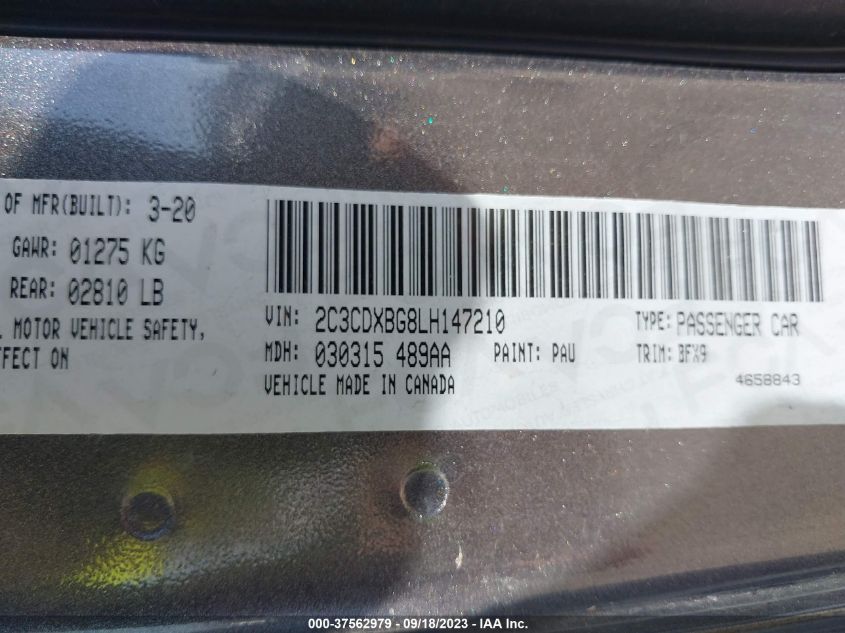 OF MFR(BUILT): 3-20
GAWR: 01275 KG
REAR: 02810 LB
MOTOR VEHICLE SAFETY,
EFFECT ON
VIN: 2C3CDXBG8LH147210 TYPE: PASSENGER CAR
MDH: 030315 489AA PAINT: PAU TRIM: BFX9
VEHICLE MADE IN CANADA
4658843
AUTOMOBILES
000-37562979 - 09/18/2023 - IAA Inc.